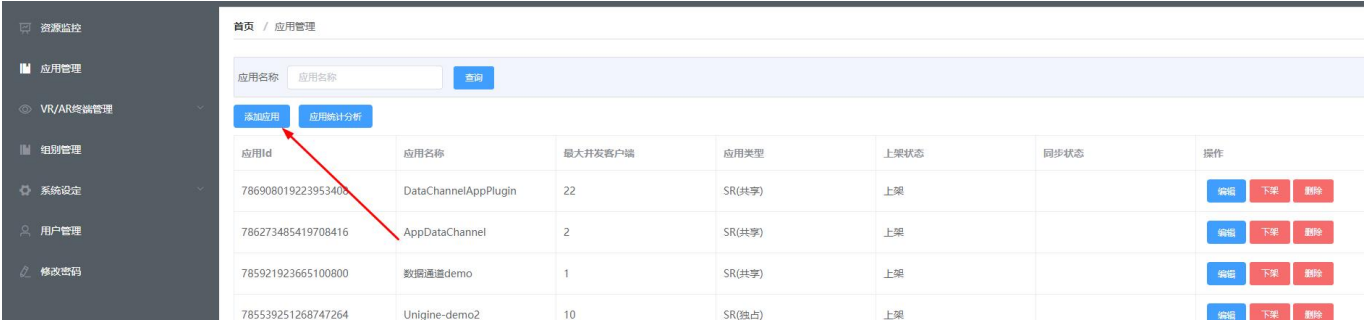 资源监控
应用管理
VR/AR终端管理
组别管理
系统设定
用户管理
修改密码
首页 / 应用管理
应用名称 应用名称 查询
添加应用 应用统计分析
应用Id 应用名称 最大并发客户端 应用类型 上架状态 同步状态 操作
786908019223953408 DataChannelAppPlugin 22 SR(共享) 上架 编辑 下架 删除
786273485419708416 AppDataChannel 2 SR(共享) 上架 编辑 下架 删除
785921923665100800 数据通道demo 1 SR(共享) 上架 编辑 下架 删除
785539251268747264 Unigine-demo2 10 SR(独占) 上架 编辑 下架 删除